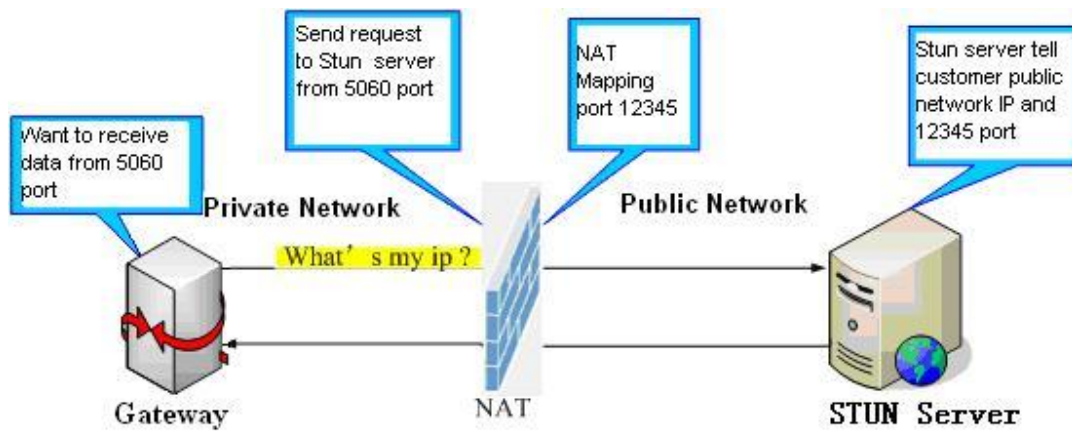 Send request
to Stun server
from 5060 port
NAT
Mapping
port 12345
Stun server tell
customer public
network IP and
12345 port
Want to receive
data from 5060
port
Private Network
Public Network
What's my ip ?
Gateway
NAT
STUN Server